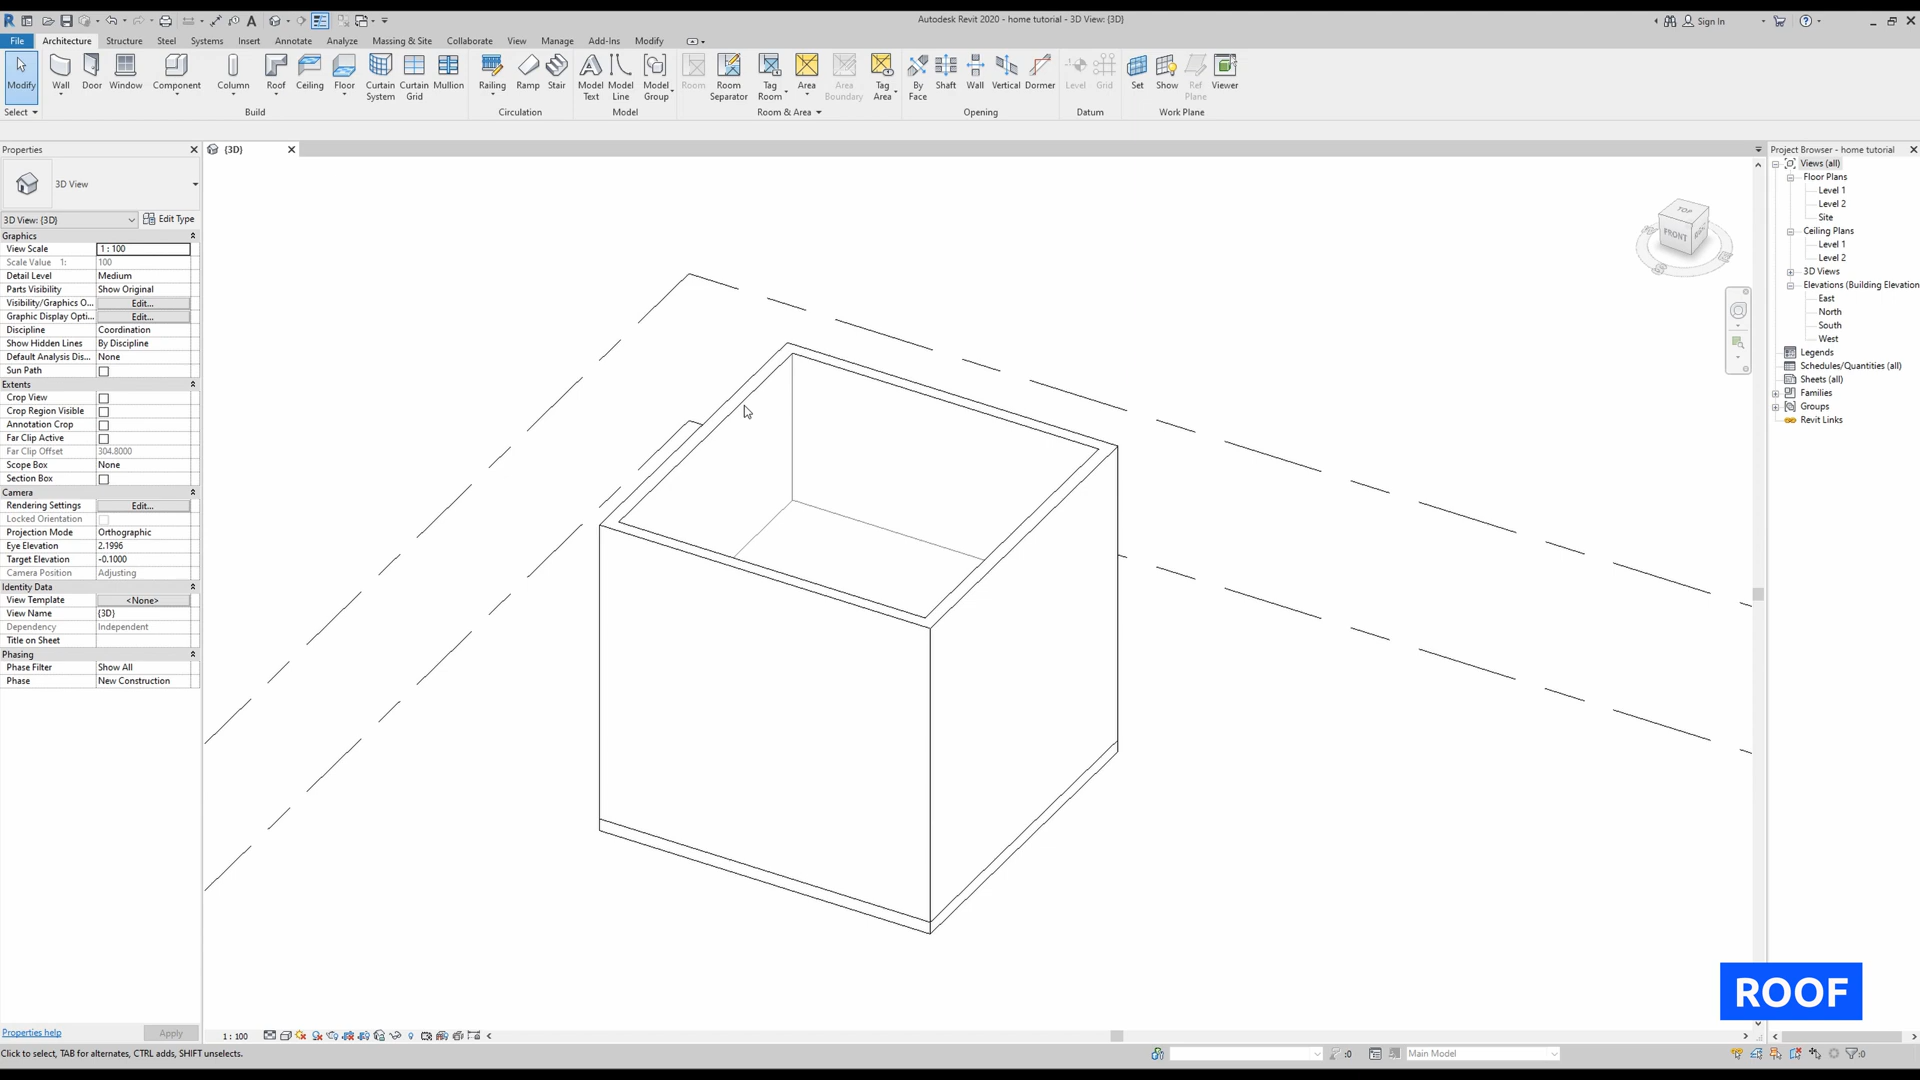 Autodesk Revit 2020 - home tutorial - 3D View: {3D}
Sign In
File Architecture Structure Steel Systems Insert Annotate Analyze Massing & Site Collaborate View Manage Add-Ins Modify
Modify Wall Door Window Component Column Roof Ceiling Floor Curtain System Curtain Grid Mullion Railing Ramp Stair Model Text Model Line Model Group Room Room Separator Tag Room Area Area Boundary Tag Area By Face Shaft Wall Vertical Dormer Level Grid Set Show Ref Plane Viewer
Select Build Circulation Model Room & Area Opening Datum Work Plane
Properties
{3D}
3D View
3D View: {3D} Edit Type
Graphics
View Scale 1 : 100
Scale Value 1: 100
Detail Level Medium
Parts Visibility Show Original
Visibility/Graphics O... Edit...
Graphic Display Opti... Edit...
Discipline Coordination
Show Hidden Lines By Discipline
Default Analysis Dis... None
Sun Path
Extents
Crop View
Crop Region Visible
Annotation Crop
Far Clip Active
Far Clip Offset 304.8000
Scope Box None
Section Box
Camera
Rendering Settings Edit...
Locked Orientation
Projection Mode Orthographic
Eye Elevation 2.1996
Target Elevation -0.1000
Camera Position Adjusting
Identity Data
View Template <None>
View Name {3D}
Dependency Independent
Title on Sheet
Phasing
Phase Filter Show All
Phase New Construction
Properties help Apply
TOP
FRONT
Project Browser - home tutorial
Views (all)
Floor Plans
Level 1
Level 2
Site
Ceiling Plans
Level 1
Level 2
3D Views
Elevations (Building Elevation
East
North
South
West
Legends
Schedules/Quantities (all)
Sheets (all)
Families
Groups
Revit Links
ROOF
1 : 100
Click to select, TAB for alternates, CTRL adds, SHIFT unselects.
:0
Main Model
:0